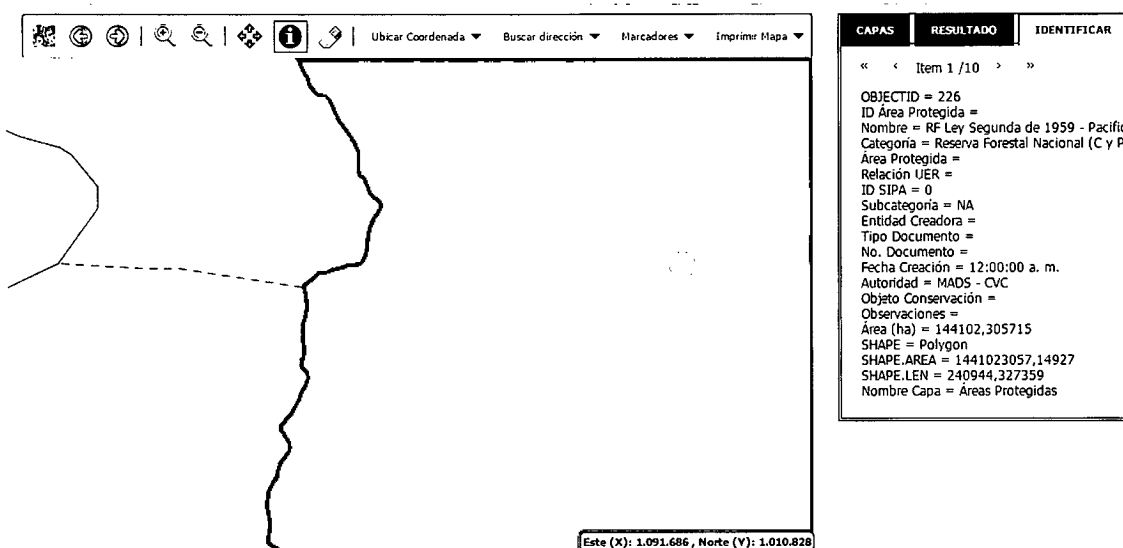 Ubicar Coordenada ▼ Buscar dirección ▼ Marcadores ▼ Imprimir Mapa ▼
CAPAS RESULTADO IDENTIFICAR
« ‹ Item 1 /10 › »
OBJECTID = 226
ID Área Protegida =
Nombre = RF Ley Segunda de 1959 - Pacific
Categoría = Reserva Forestal Nacional (C y P
Área Protegida =
Relación UER =
ID SIPA = 0
Subcategoría = NA
Entidad Creadora =
Tipo Documento =
No. Documento =
Fecha Creación = 12:00:00 a. m.
Autoridad = MADS - CVC
Objeto Conservación =
Observaciones =
Área (ha) = 144102,305715
SHAPE = Polygon
SHAPE.AREA = 1441023057,14927
SHAPE.LEN = 240944,327359
Nombre Capa = Áreas Protegidas
Este (X): 1.091.686 , Norte (Y): 1.010.828